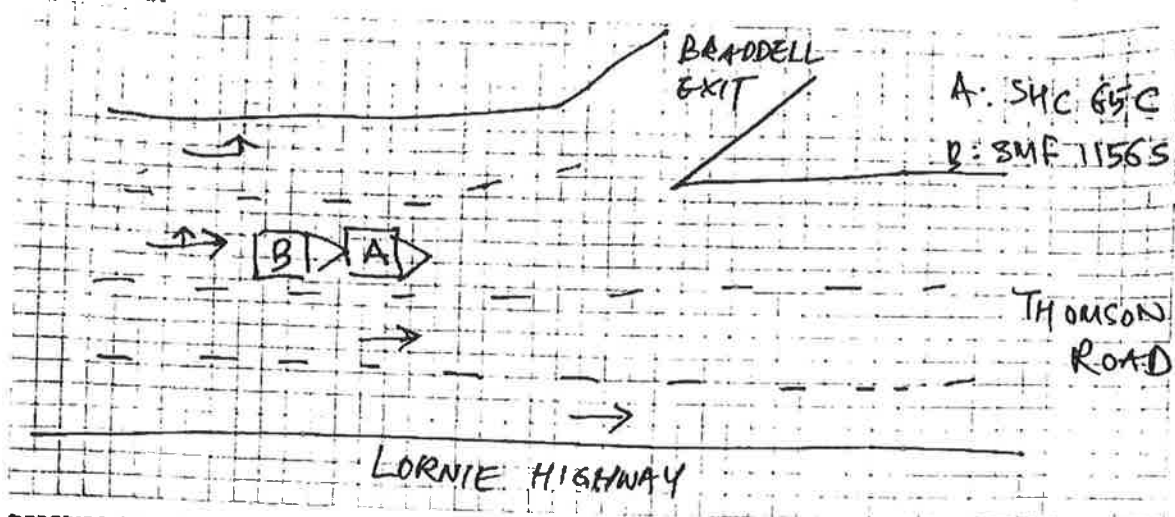 BRADDELL
EXIT
A: SHC 65C
B: SMF 1156S
B A
THOMSON
ROAD
LORNIE HIGHWAY